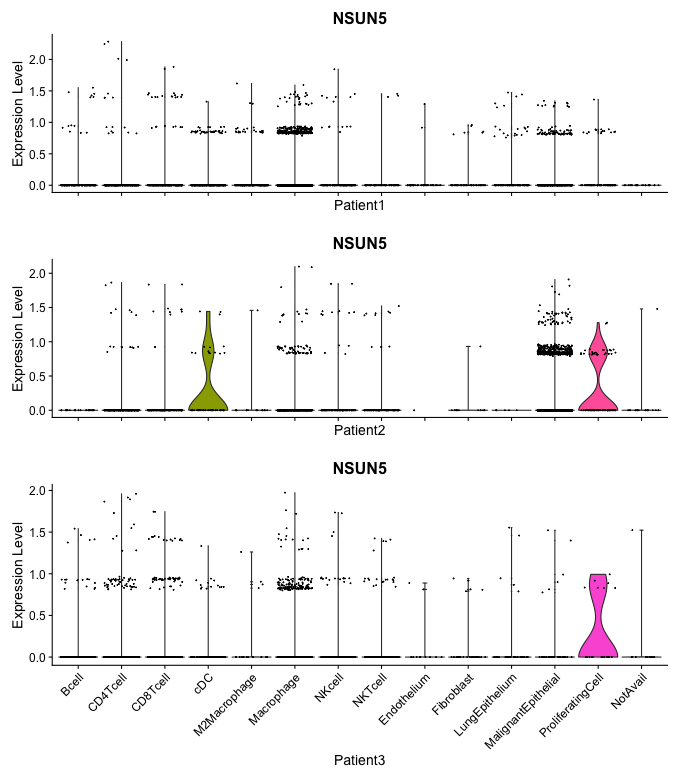 NSUN5
Expression Level
2.0
1.5
1.0
0.5
0.0
Patient1
NSUN5
Expression Level
2.0
1.5
1.0
0.5
0.0
Patient2
NSUN5
Expression Level
2.0
1.5
1.0
0.5
0.0
Bcell
CD4Tcell
CD8Tcell
cDC
M2Macrophage
Macrophage
NKcell
NKTcell
Endothelium
Fibroblast
LungEpithelium
MalignantEpithelial
ProliferatingCell
NotAvail
Patient3